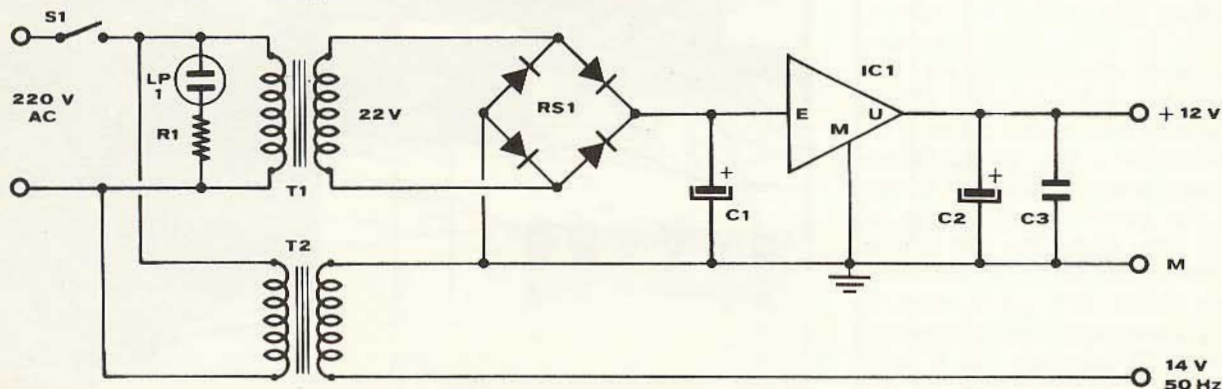 S1
LP
1
220 V
AC
R1
T1
22 V
RS1
IC1
E
M
U
+
C1
+
C2
C3
+ 12 V
M
T2
14 V
50 Hz